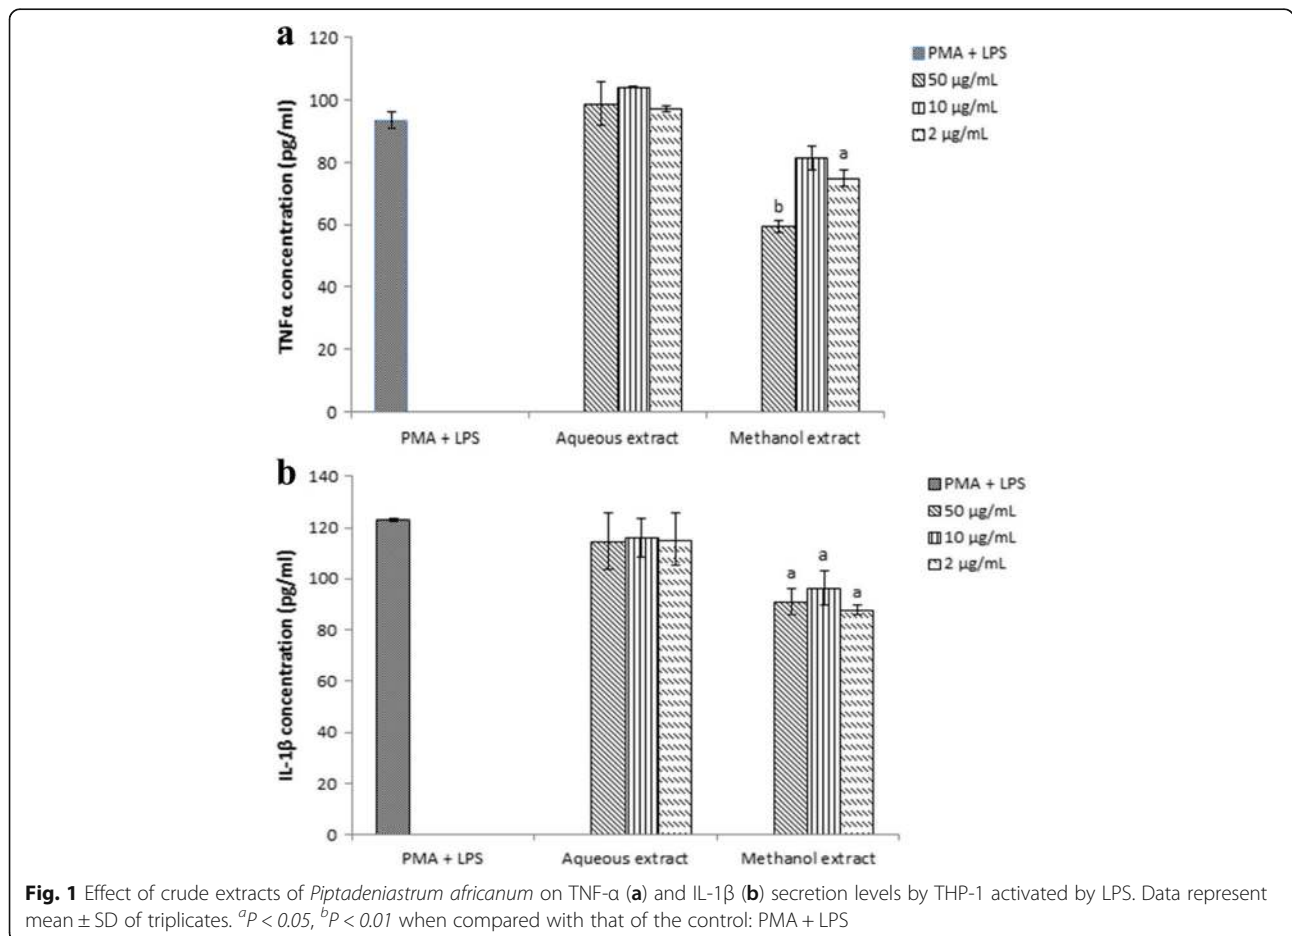 a
120
100
80
60
40
20
0
TNFα concentration (pg/ml)
b
a
PMA + LPS
Aqueous extract
Methanol extract
PMA + LPS
50 µg/mL
10 µg/mL
2 µg/mL
b
140
120
100
80
60
40
20
0
IL-1β concentration (pg/ml)
a
a
a
PMA + LPS
Aqueous extract
Methanol extract
PMA + LPS
50 µg/mL
10 µg/mL
2 µg/mL
Fig. 1 Effect of crude extracts of Piptadeniastrum africanum on TNF-α (a) and IL-1β (b) secretion levels by THP-1 activated by LPS. Data represent
mean ± SD of triplicates. ᵃP < 0.05, ᵇP < 0.01 when compared with that of the control: PMA + LPS